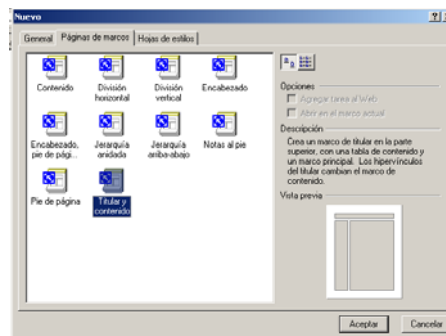 Nuevo
General Páginas de marcos Hojas de estilos
Contenido
División horizontal
División vertical
Encabezado
Encabezado, pie de pági...
Jerarquía anidada
Jerarquía arriba-abajo
Notas al pie
Pie de página
Titular y contenido
Opciones
Agregar tarea al Web
Abrir en el marco actual
Descripción
Crea un marco de titular en la parte
superior, con una tabla de contenido y
un marco principal. Los hipervínculos
del titular cambian el marco de
contenido.
Vista previa
Aceptar Cancelar